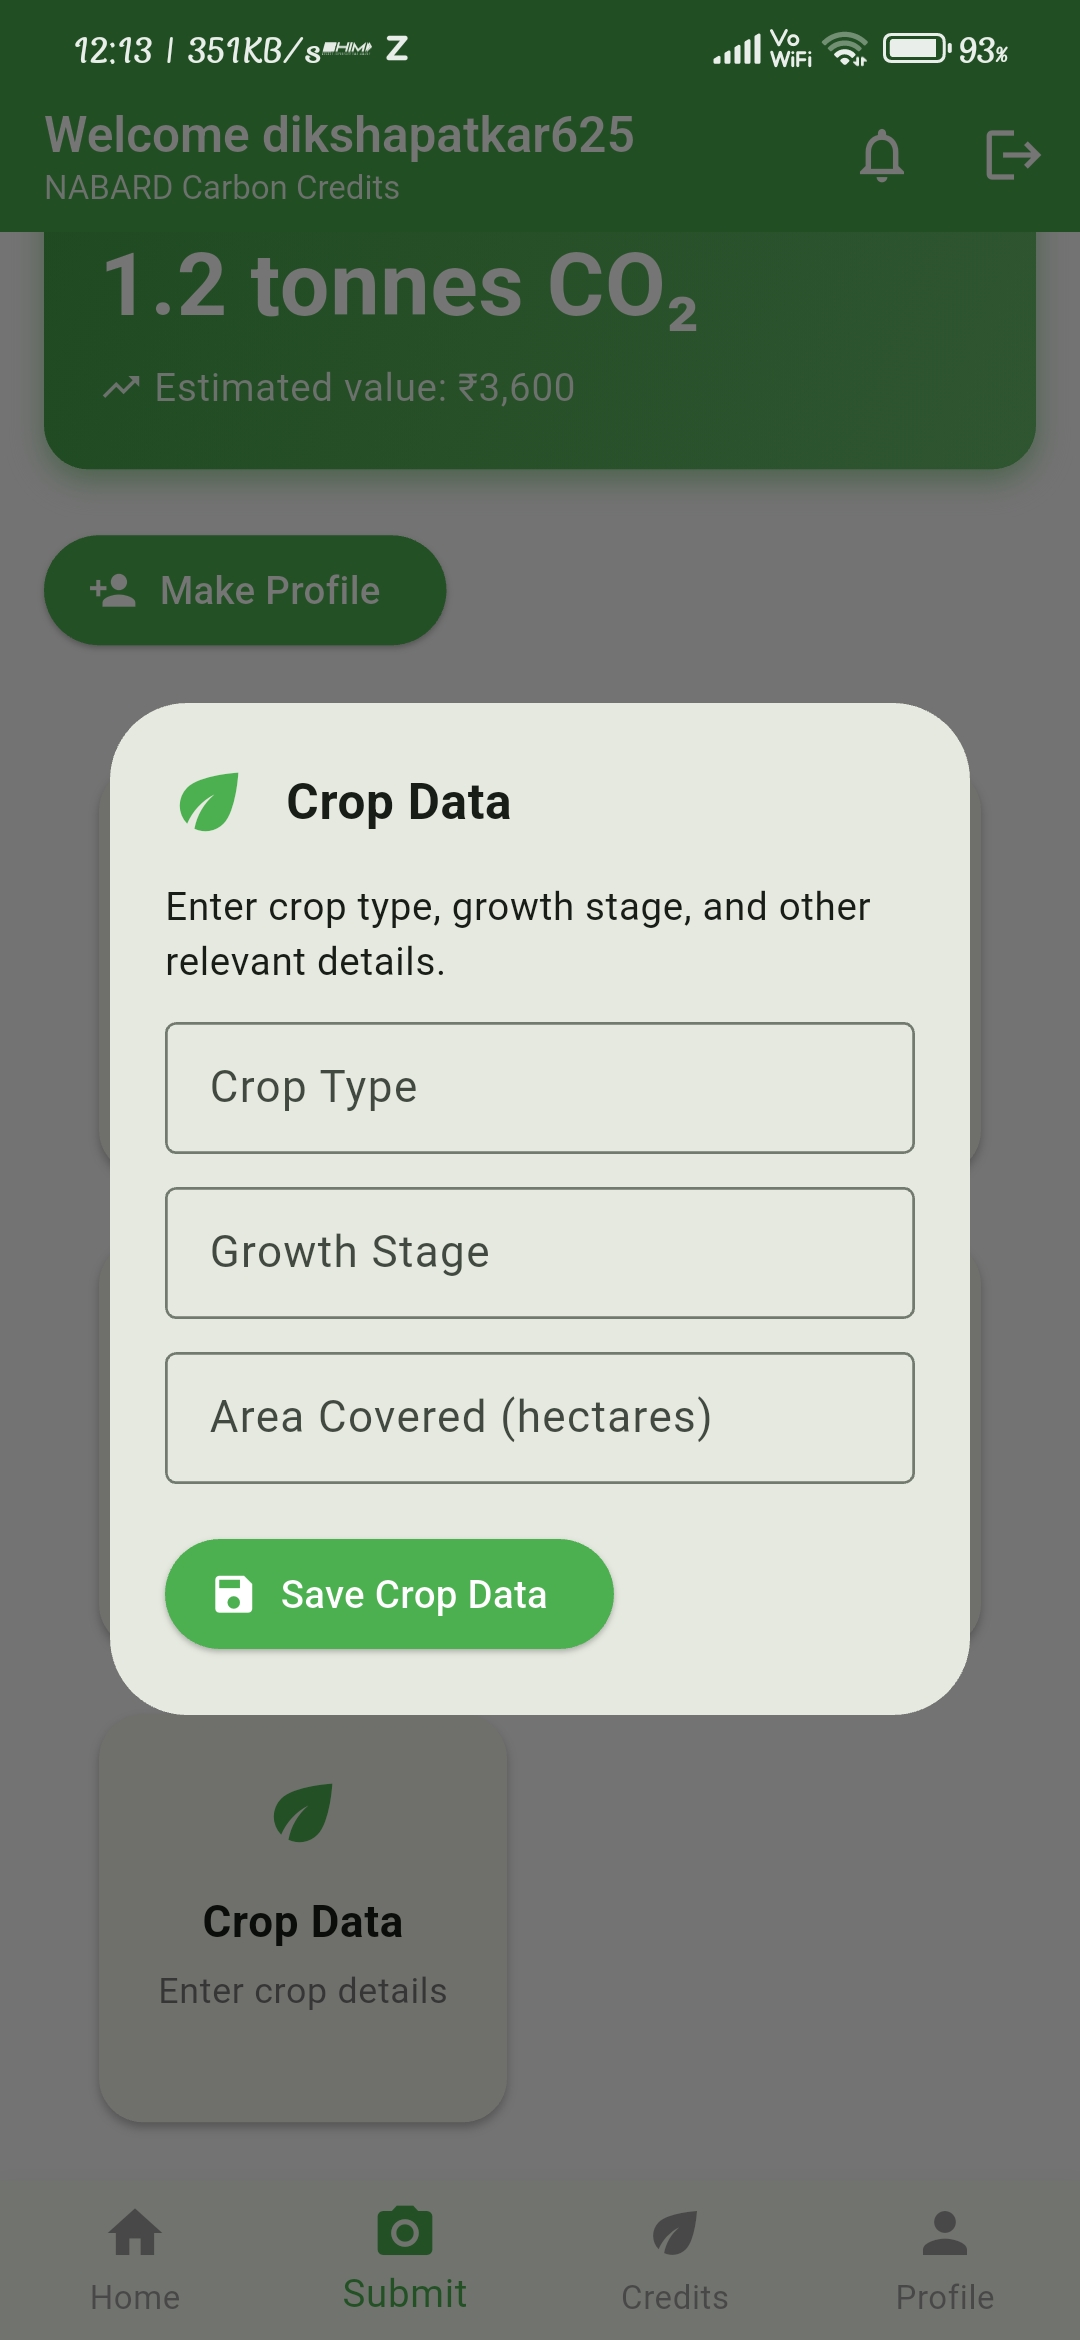 12:13 | 351KB/s
Z
Vo
WiFi
93%
Welcome dikshapatkar625
NABARD Carbon Credits
1.2 tonnes CO₂
Estimated value: ₹3,600
Make Profile
Crop Data
Enter crop type, growth stage, and other
relevant details.
Crop Type
Growth Stage
Area Covered (hectares)
Save Crop Data
Crop Data
Enter crop details
Home
Submit
Credits
Profile